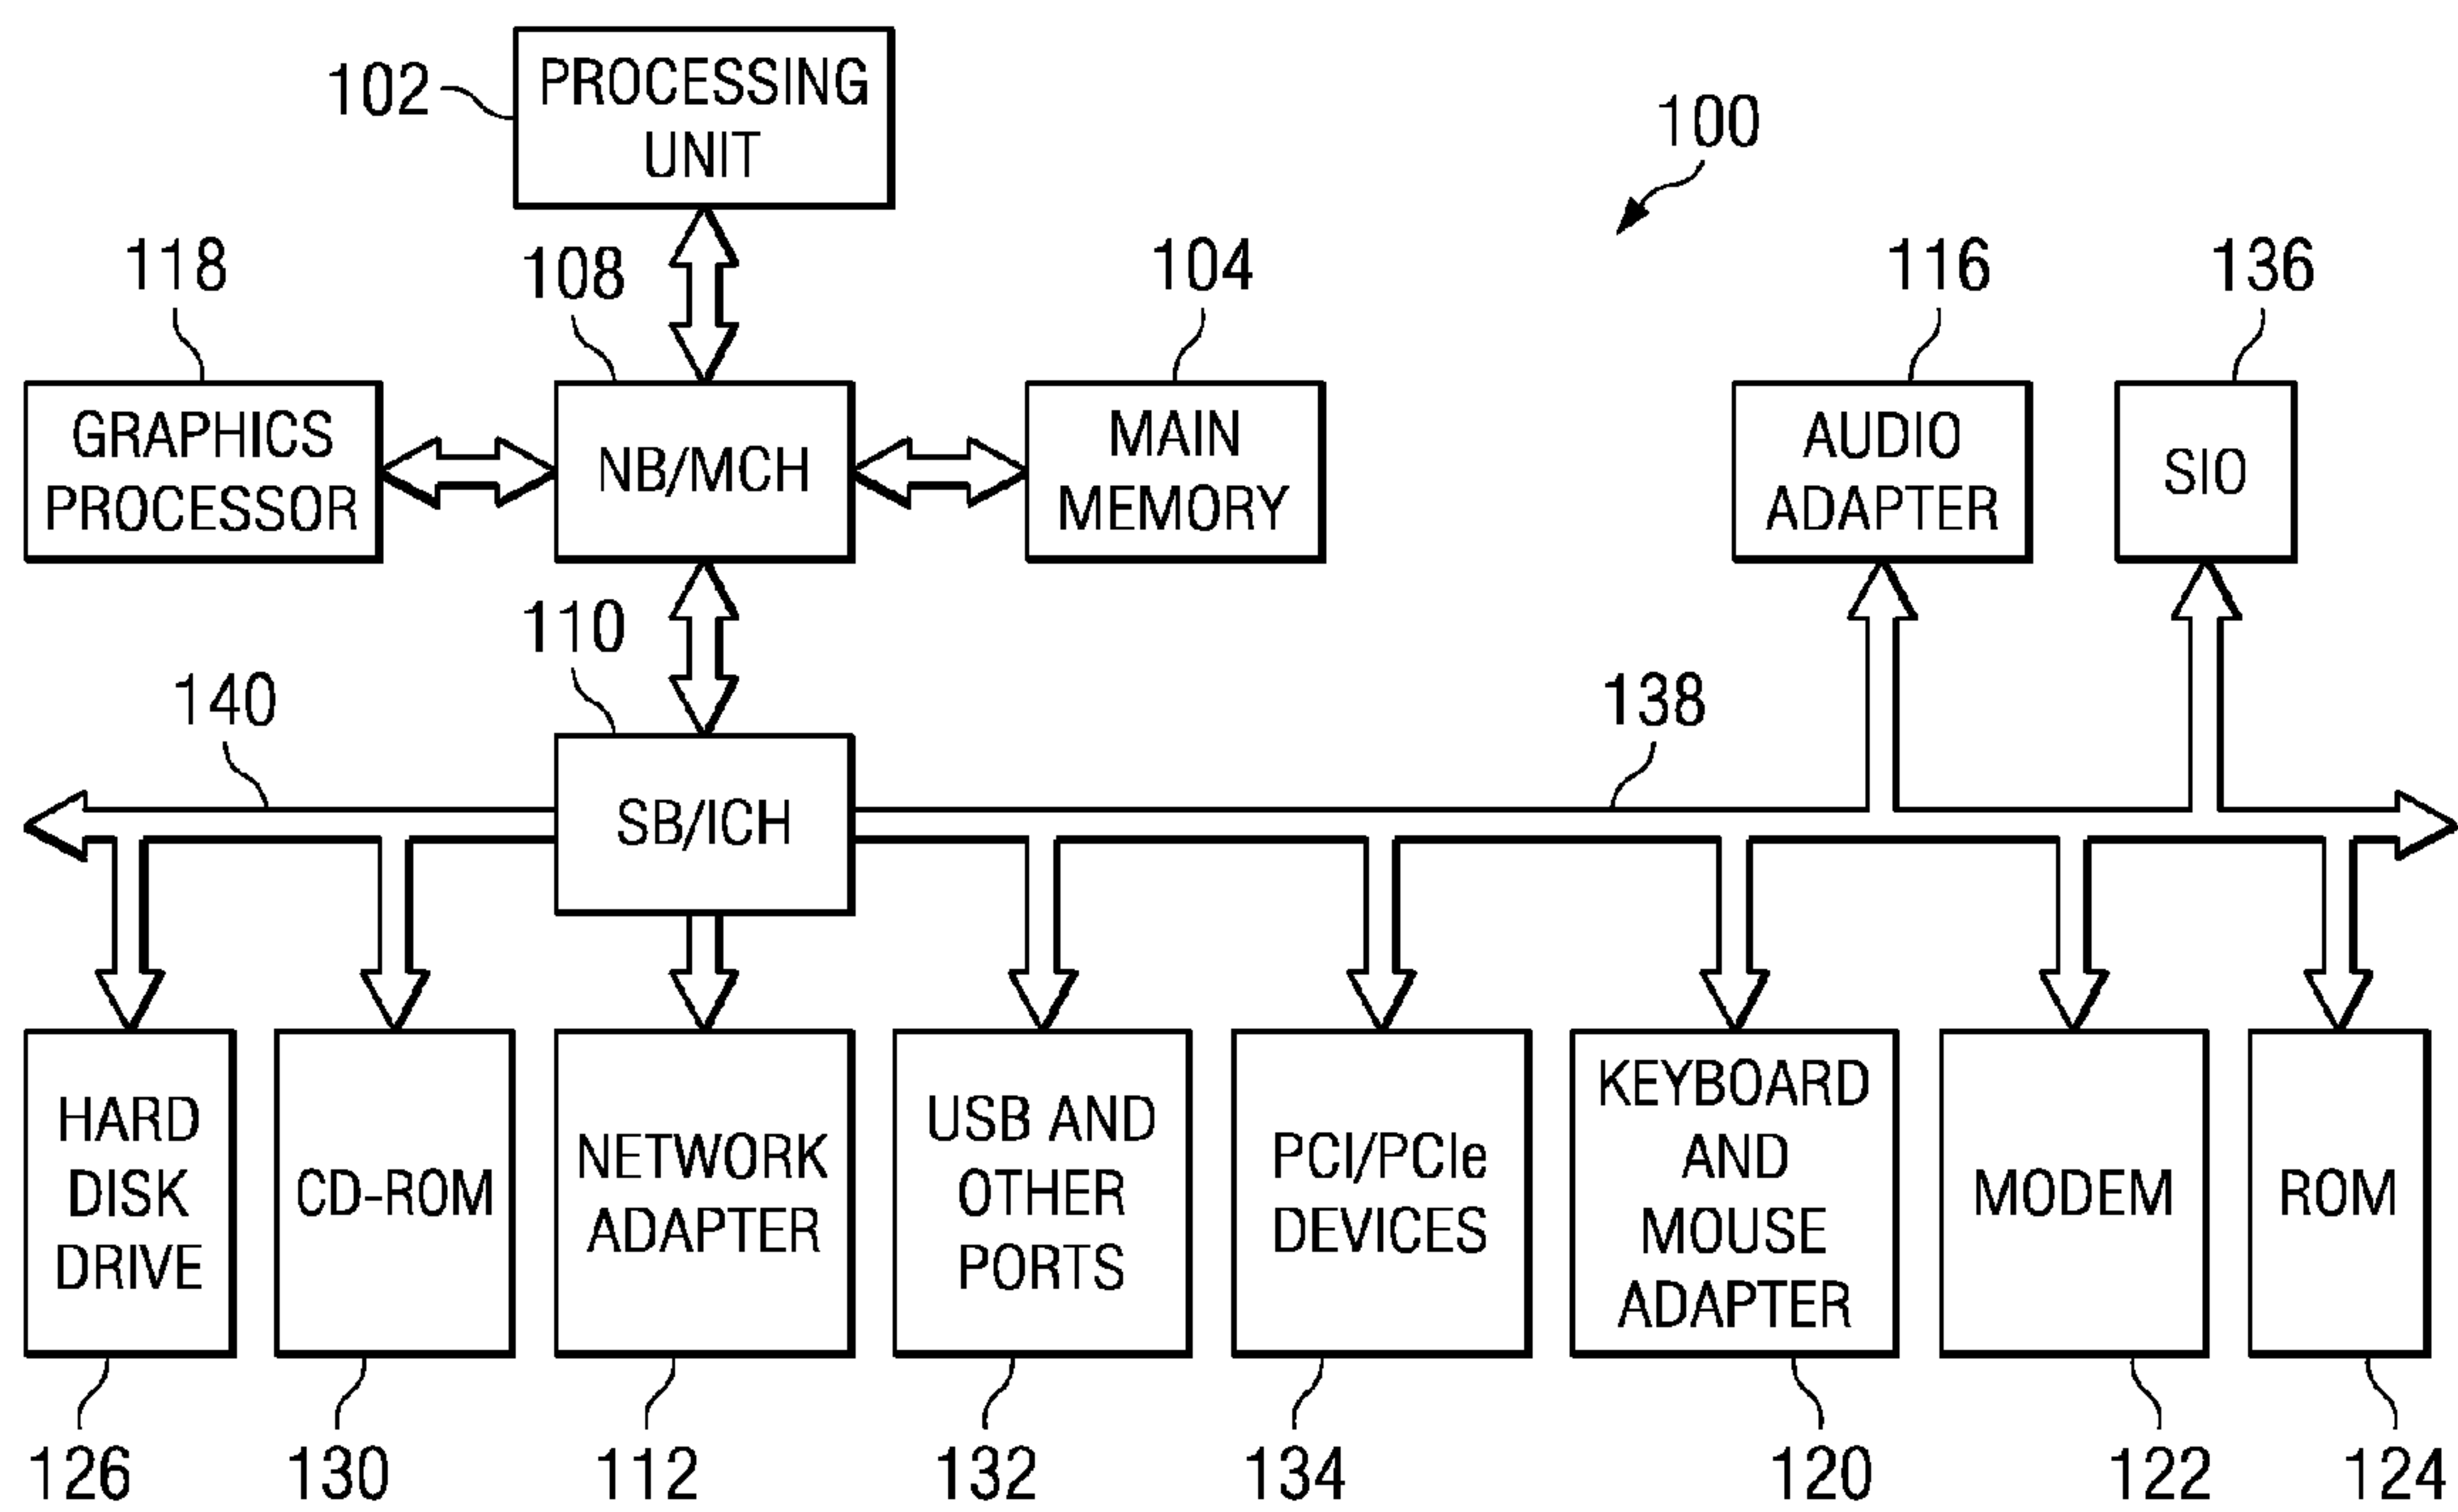 PROCESSING
UNIT
102
100
118
108
104
116
136
GRAPHICS
PROCESSOR
NB/MCH
MAIN
MEMORY
AUDIO
ADAPTER
SIO
110
140
138
SB/ICH
HARD
DISK
DRIVE
CD-ROM
NETWORK
ADAPTER
USB AND
OTHER
PORTS
PCI/PCIe
DEVICES
KEYBOARD
AND
MOUSE
ADAPTER
MODEM
ROM
126
130
112
132
134
120
122
124